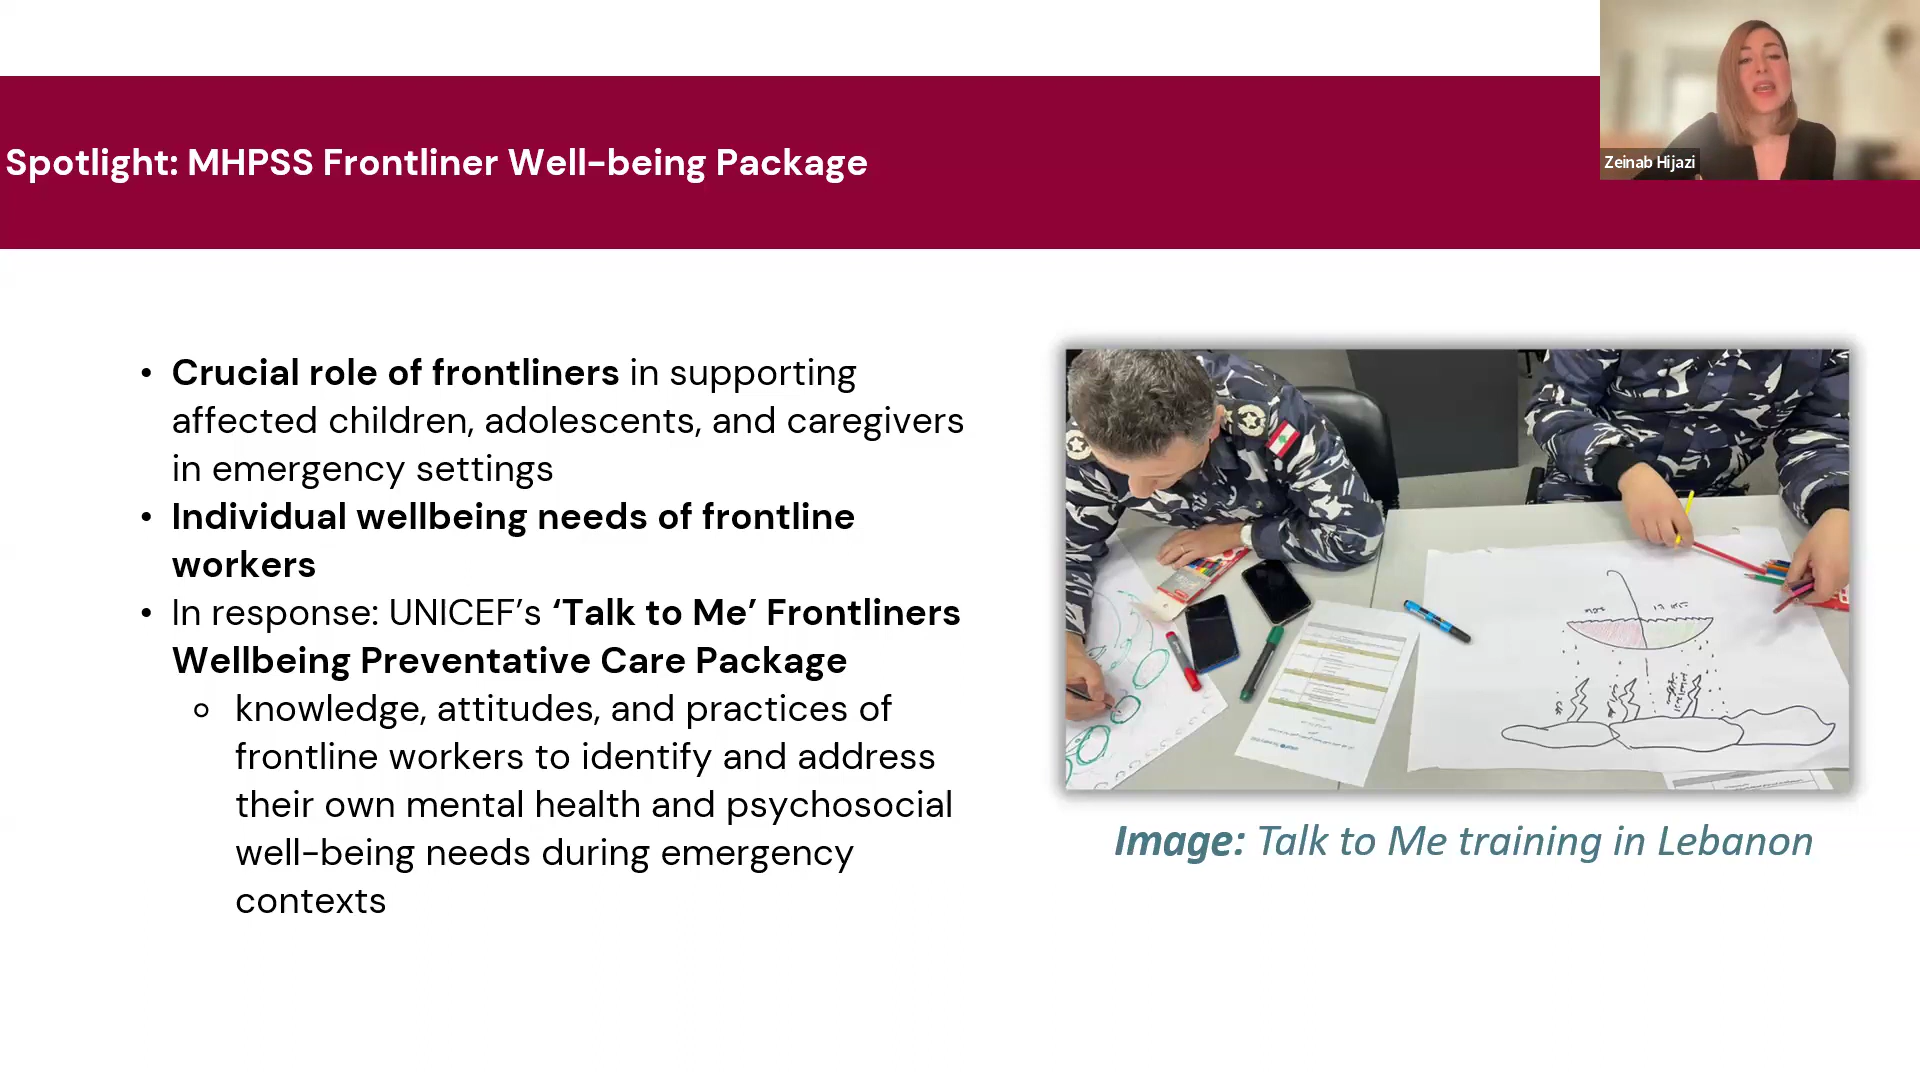 Zeinab Hijazi
Spotlight: MHPSS Frontliner Well-being Package
• Crucial role of frontliners in supporting
affected children, adolescents, and caregivers
in emergency settings
• Individual wellbeing needs of frontline
workers
• In response: UNICEF’s ‘Talk to Me’ Frontliners
Wellbeing Preventative Care Package
○ knowledge, attitudes, and practices of
frontline workers to identify and address
their own mental health and psychosocial
well-being needs during emergency
contexts
Image: Talk to Me training in Lebanon